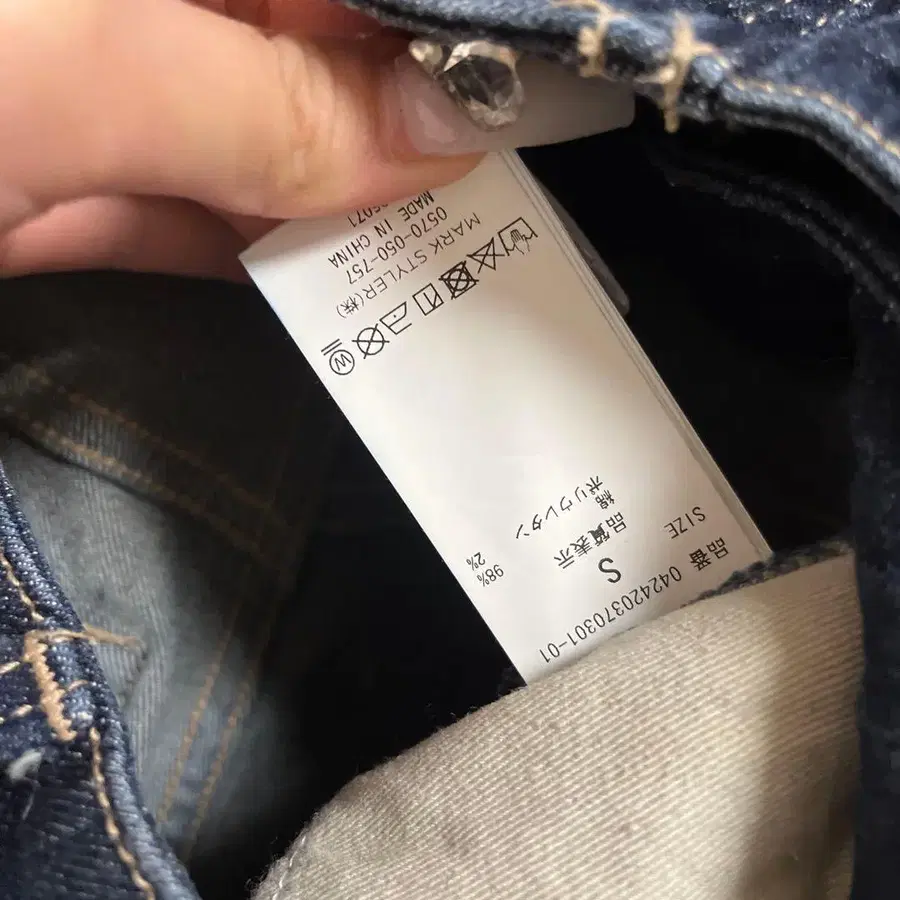 品番 042420370301-01
SIZE S
品質表示
綿 98%
ポリウレタン 2%
W
MARK STYLER(株)
0570-050-757
MADE IN CHINA